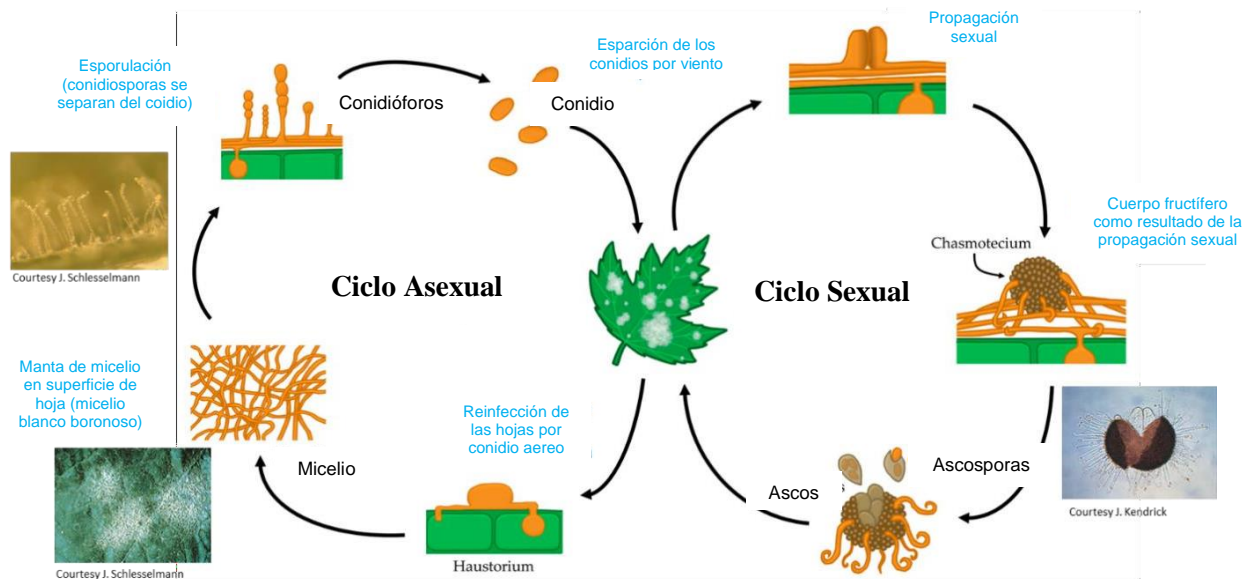 Propagación
sexual
Esporulación
(conidiosporas se
separan del coidio)
Esparción de los
conidios por viento
Conidióforos
Conidio
Courtesy J. Schlesselmann
Cuerpo fructífero
como resultado de la
propagación sexual
Chasmotecium
Ciclo Asexual
Ciclo Sexual
Manta de micelio
en superficie de
hoja (micelio
blanco boronoso)
Reinfección de
las hojas por
conidio aereo
Micelio
Haustorium
Ascosporas
Ascos
s
Courtesy J. Kendrick
Courtesy J. Schlesselmann